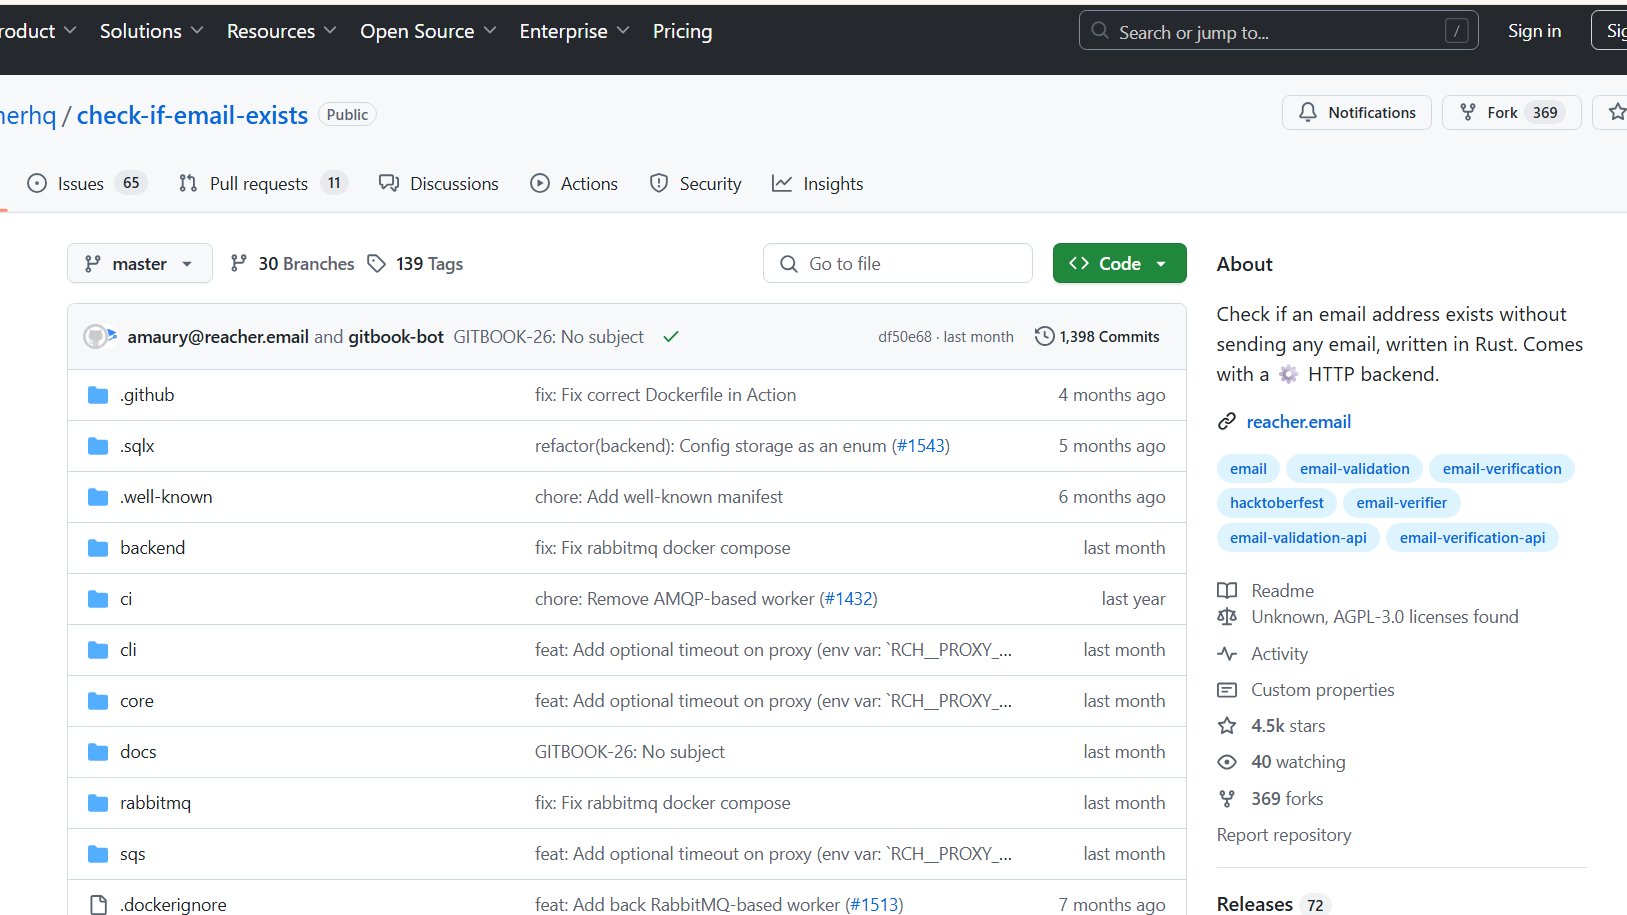 roduct Solutions Resources Open Source Enterprise Pricing Search or jump to... / Sign in Sig
nerhq / check-if-email-exists Public Notifications Fork 369
Issues 65 Pull requests 11 Discussions Actions Security Insights
master 30 Branches 139 Tags Go to file Code
amaury@reacher.email and gitbook-bot GITBOOK-26: No subject df50e68 · last month 1,398 Commits
.github fix: Fix correct Dockerfile in Action 4 months ago
.sqlx refactor(backend): Config storage as an enum (#1543) 5 months ago
.well-known chore: Add well-known manifest 6 months ago
backend fix: Fix rabbitmq docker compose last month
ci chore: Remove AMQP-based worker (#1432) last year
cli feat: Add optional timeout on proxy (env var: `RCH__PROXY_... last month
core feat: Add optional timeout on proxy (env var: `RCH__PROXY_... last month
docs GITBOOK-26: No subject last month
rabbitmq fix: Fix rabbitmq docker compose last month
sqs feat: Add optional timeout on proxy (env var: `RCH__PROXY_... last month
.dockerignore feat: Add back RabbitMQ-based worker (#1513) 7 months ago
About
Check if an email address exists without
sending any email, written in Rust. Comes
with a ⚙️ HTTP backend.
reacher.email
email email-validation email-verification
hacktoberfest email-verifier
email-validation-api email-verification-api
Readme
Unknown, AGPL-3.0 licenses found
Activity
Custom properties
4.5k stars
40 watching
369 forks
Report repository
Releases 72